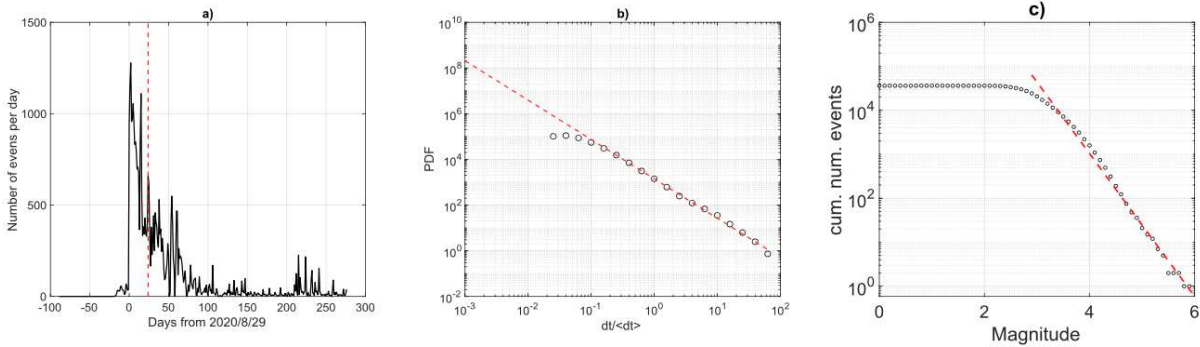 a)
Number of evens per day
1500
1000
500
0
-100 -50 0 50 100 150 200 250 300
Days from 2020/8/29
b)
PDF
10^10
10^8
10^6
10^4
10^2
10^0
10^-2
10^-3 10^-2 10^-1 10^0 10^1 10^2
dt/<dt>
c)
cum. num. events
10^6
10^4
10^2
10^0
0 2 4 6
Magnitude